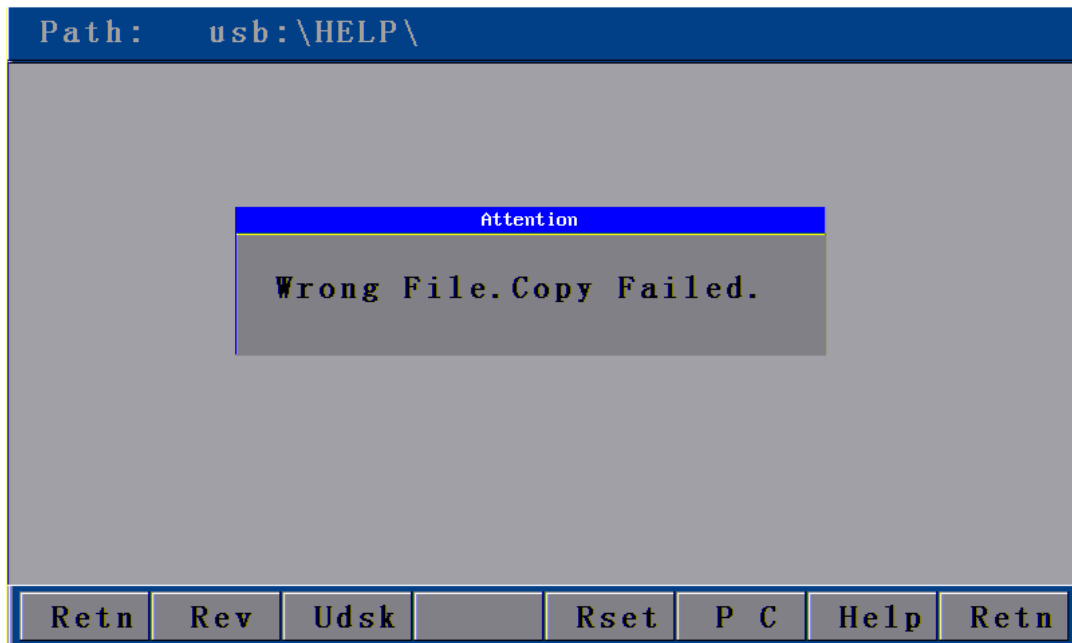 Path: usb:\HELP\
Attention
Wrong File.Copy Failed.
Retn Rev Udsk Rset P C Help Retn